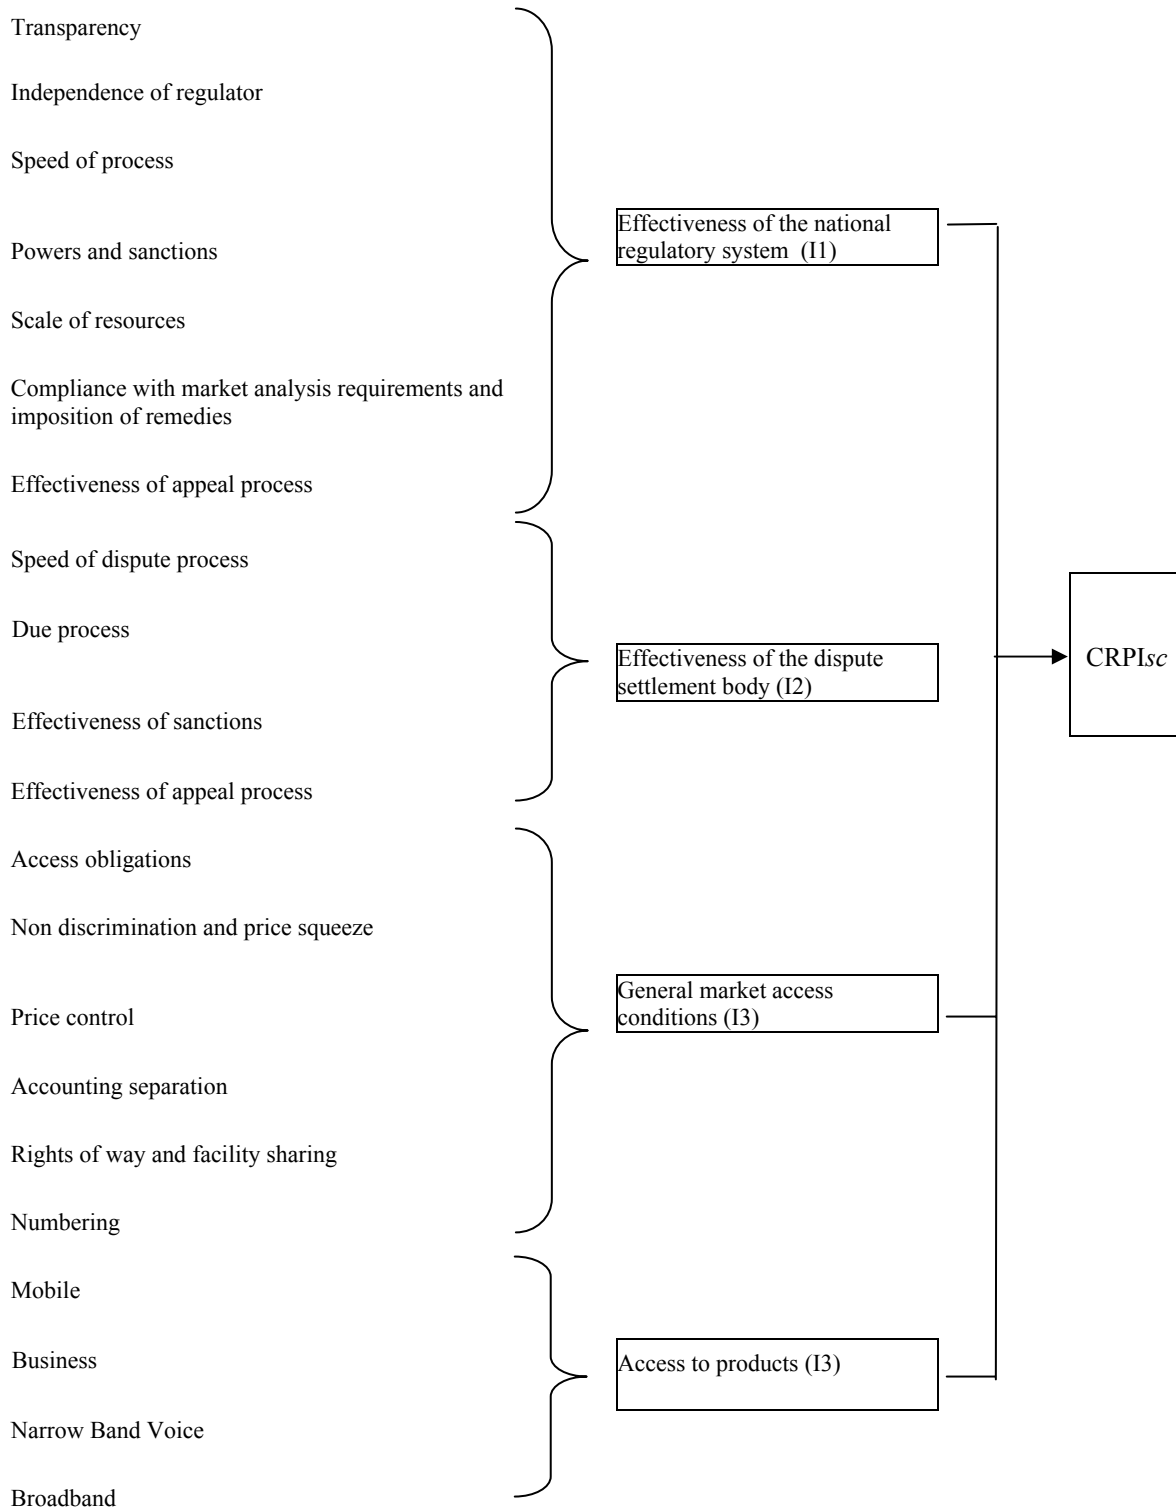 Transparency
Independence of regulator
Speed of process
Powers and sanctions
Scale of resources
Compliance with market analysis requirements and
imposition of remedies
Effectiveness of appeal process
Speed of dispute process
Due process
Effectiveness of sanctions
Effectiveness of appeal process
Access obligations
Non discrimination and price squeeze
Price control
Accounting separation
Rights of way and facility sharing
Numbering
Mobile
Business
Narrow Band Voice
Broadband
Effectiveness of the national
regulatory system (I1)
Effectiveness of the dispute
settlement body (I2)
General market access
conditions (I3)
Access to products (I3)
CRPIsc